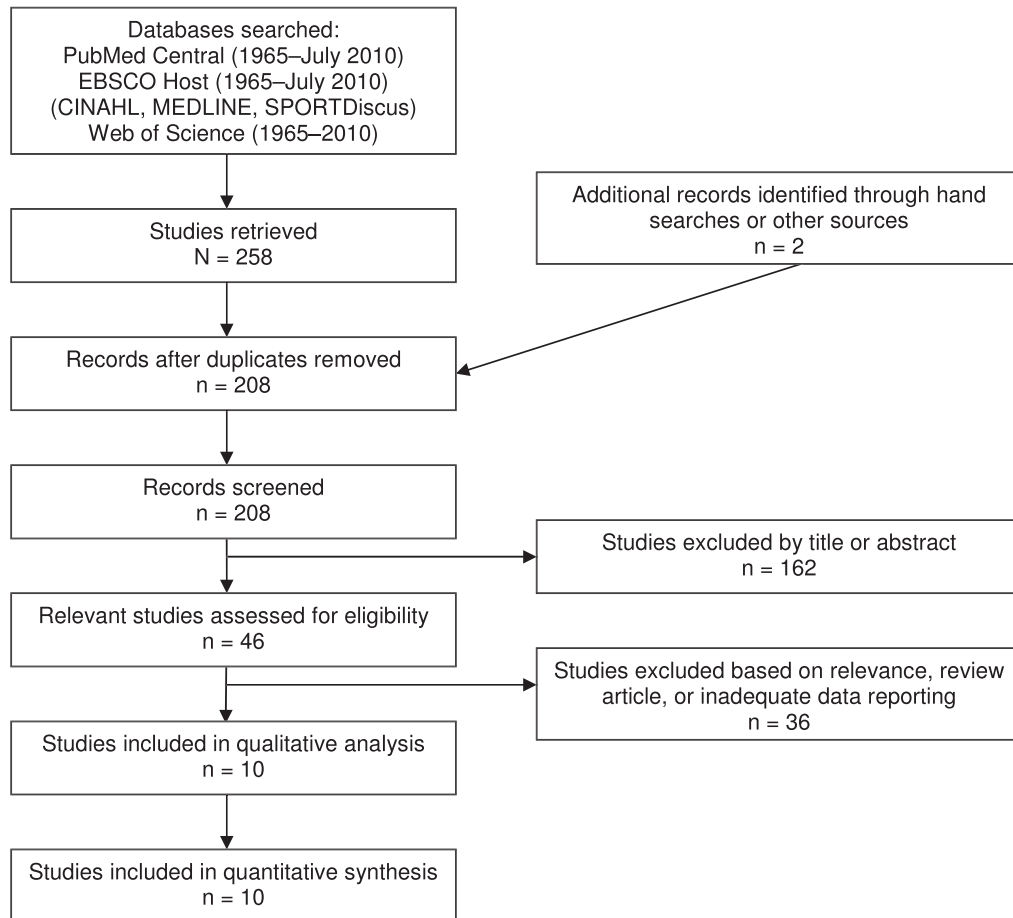 Databases searched:
PubMed Central (1965–July 2010)
EBSCO Host (1965–July 2010)
(CINAHL, MEDLINE, SPORTDiscus)
Web of Science (1965–2010)
Additional records identified through hand
searches or other sources
n = 2
Studies retrieved
N = 258
Records after duplicates removed
n = 208
Records screened
n = 208
Studies excluded by title or abstract
n = 162
Relevant studies assessed for eligibility
n = 46
Studies excluded based on relevance, review
article, or inadequate data reporting
n = 36
Studies included in qualitative analysis
n = 10
Studies included in quantitative synthesis
n = 10